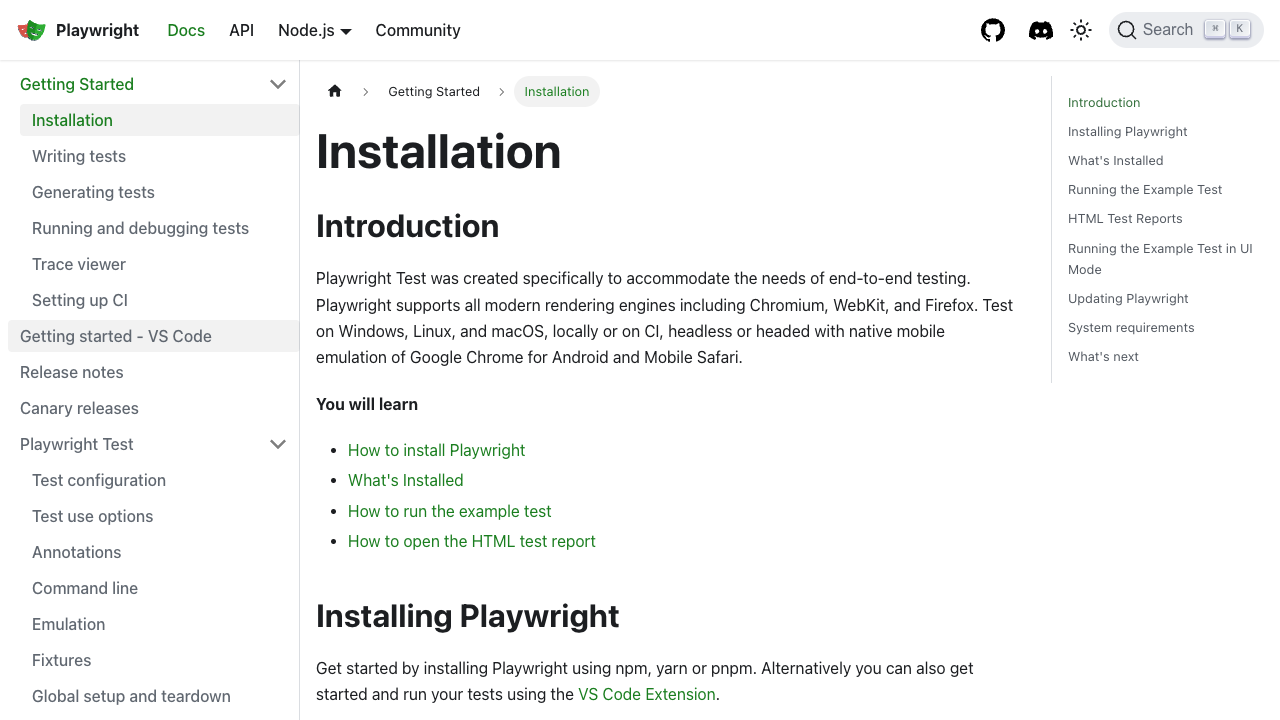 Playwright
Docs
API
Node.js
Community
Search
⌘
K
Getting Started
Installation
Writing tests
Generating tests
Running and debugging tests
Trace viewer
Setting up CI
Getting started - VS Code
Release notes
Canary releases
Playwright Test
Test configuration
Test use options
Annotations
Command line
Emulation
Fixtures
Global setup and teardown
Getting Started
Installation
Installation
Introduction
Playwright Test was created specifically to accommodate the needs of end-to-end testing.
Playwright supports all modern rendering engines including Chromium, WebKit, and Firefox. Test
on Windows, Linux, and macOS, locally or on CI, headless or headed with native mobile
emulation of Google Chrome for Android and Mobile Safari.
You will learn
How to install Playwright
What's Installed
How to run the example test
How to open the HTML test report
Installing Playwright
Get started by installing Playwright using npm, yarn or pnpm. Alternatively you can also get
started and run your tests using the VS Code Extension.
Introduction
Installing Playwright
What's Installed
Running the Example Test
HTML Test Reports
Running the Example Test in UI
Mode
Updating Playwright
System requirements
What's next